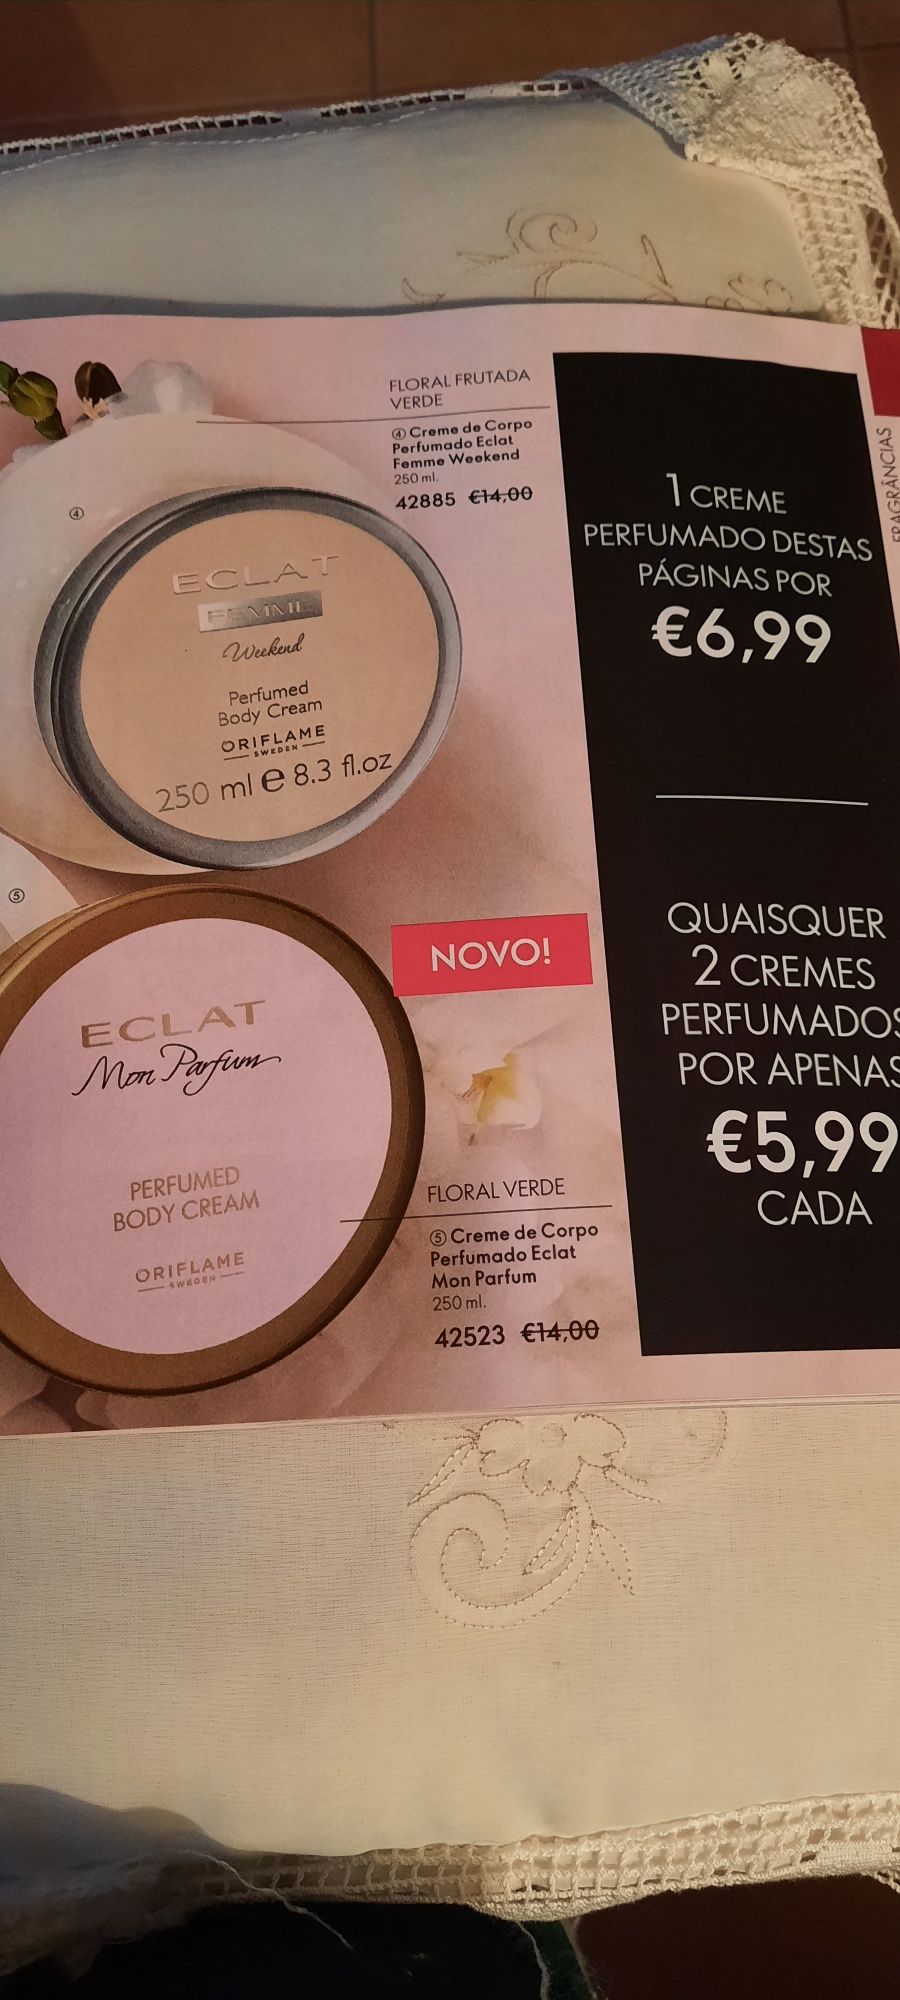 FLORAL FRUTADA
VERDE
④ Creme de Corpo
Perfumado Eclat
Femme Weekend
250 ml.
42885 €14,00
④
ECLAT
FEMME
Weekend
Perfumed
Body Cream
ORIFLAME
SWEDEN
250 ml e 8.3 fl.oz
1 CREME
PERFUMADO DESTAS
PÁGINAS POR
€6,99
QUAISQUER
2 CREMES
PERFUMADOS
POR APENAS
€5,99
CADA
FRAGRÂNCIAS
⑤
ECLAT
Mon Parfum
PERFUMED
BODY CREAM
ORIFLAME
SWEDEN
NOVO!
FLORAL VERDE
⑤ Creme de Corpo
Perfumado Eclat
Mon Parfum
250 ml.
42523 €14,00